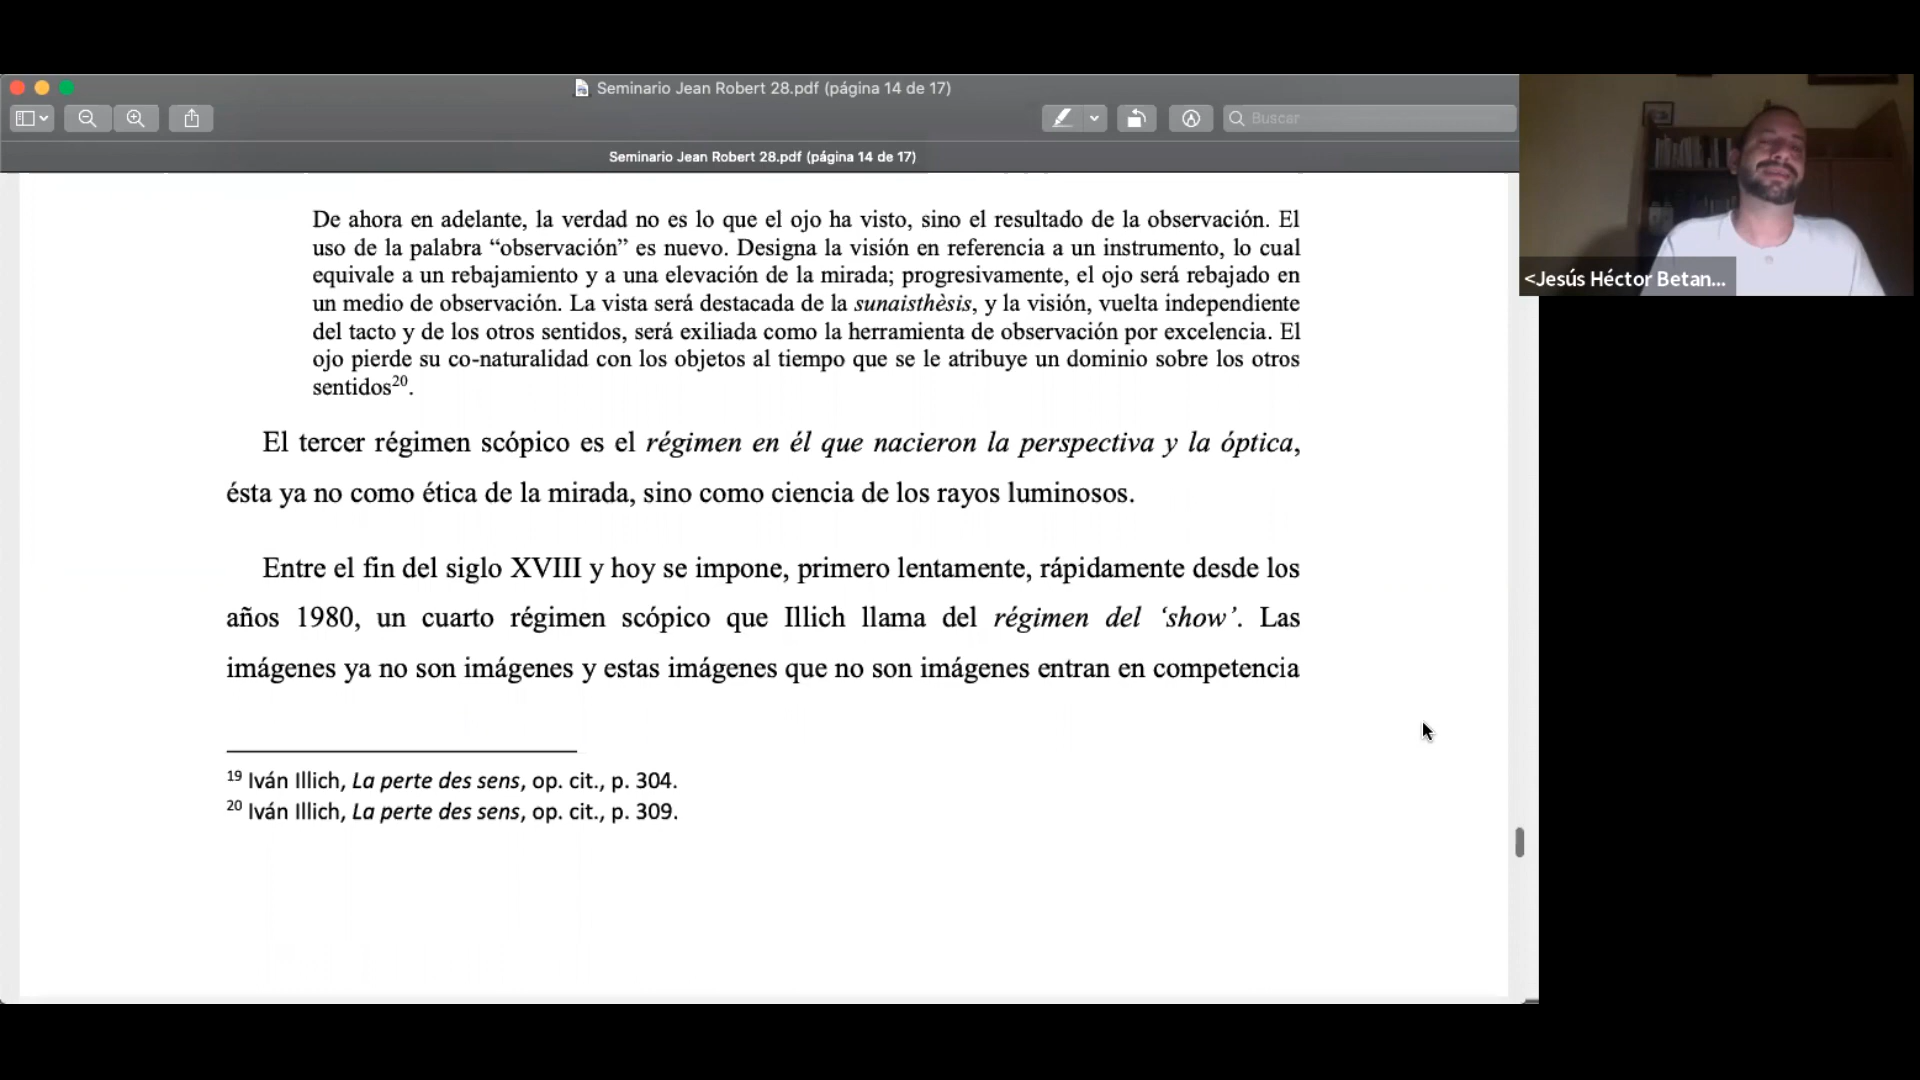 Seminario Jean Robert 28.pdf (página 14 de 17)
Buscar
Seminario Jean Robert 28.pdf (página 14 de 17)
De ahora en adelante, la verdad no es lo que el ojo ha visto, sino el resultado de la observación. El
uso de la palabra “observación” es nuevo. Designa la visión en referencia a un instrumento, lo cual
equivale a un rebajamiento y a una elevación de la mirada; progresivamente, el ojo será rebajado en
un medio de observación. La vista será destacada de la sunaisthèsis, y la visión, vuelta independiente
del tacto y de los otros sentidos, será exiliada como la herramienta de observación por excelencia. El
ojo pierde su co-naturalidad con los objetos al tiempo que se le atribuye un dominio sobre los otros
sentidos20.
El tercer régimen scópico es el régimen en él que nacieron la perspectiva y la óptica,
ésta ya no como ética de la mirada, sino como ciencia de los rayos luminosos.
Entre el fin del siglo XVIII y hoy se impone, primero lentamente, rápidamente desde los
años 1980, un cuarto régimen scópico que Illich llama del régimen del ‘show’. Las
imágenes ya no son imágenes y estas imágenes que no son imágenes entran en competencia
19 Iván Illich, La perte des sens, op. cit., p. 304.
20 Iván Illich, La perte des sens, op. cit., p. 309.
<Jesús Héctor Betan...